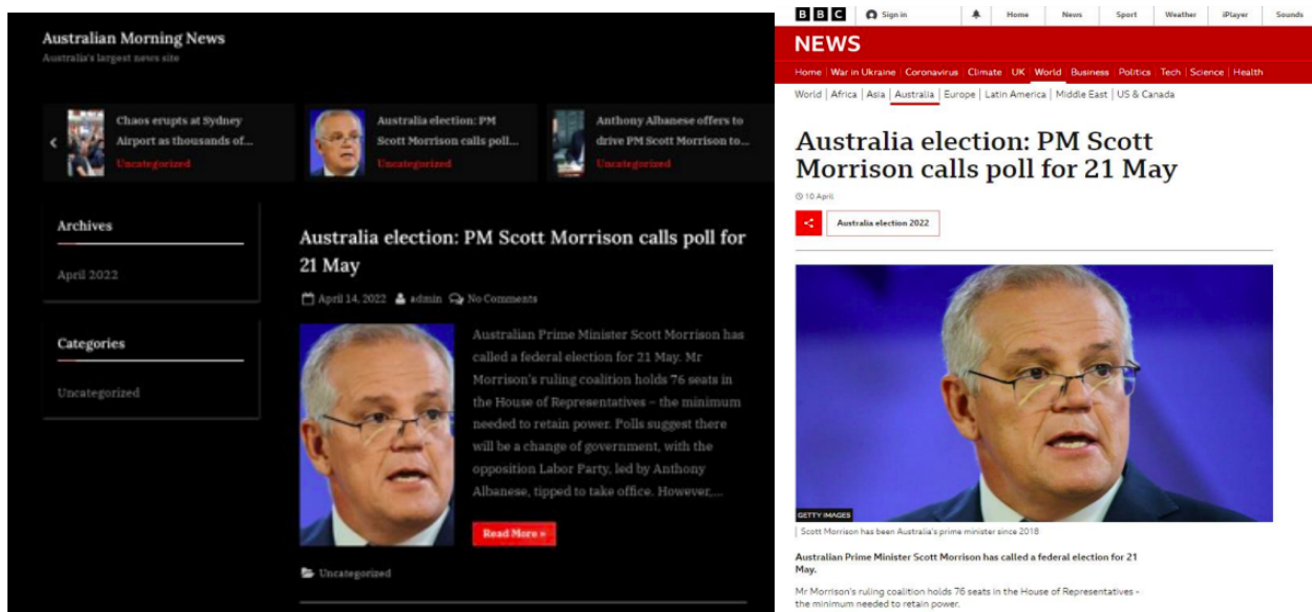 Australian Morning News
Australia's largest news site
Chaos erupts at Sydney
Airport as thousands of...
Uncategorized
Australia election: PM
Scott Morrison calls poll...
Uncategorized
Anthony Albanese offers to
drive PM Scott Morrison to...
Uncategorized
Archives
April 2022
Categories
Uncategorized
Australia election: PM Scott Morrison calls poll for
21 May
April 14, 2022 admin No Comments
Australian Prime Minister Scott Morrison has
called a federal election for 21 May. Mr
Morrison's ruling coalition holds 76 seats in
the House of Representatives – the minimum
needed to retain power. Polls suggest there
will be a change of government, with the
opposition Labor Party, led by Anthony
Albanese, tipped to take office. However,...
Read More »
Uncategorized
BBC Sign in Home News Sport Weather iPlayer Sounds
NEWS
Home | War in Ukraine | Coronavirus | Climate | UK | World | Business | Politics | Tech | Science | Health
World | Africa | Asia | Australia | Europe | Latin America | Middle East | US & Canada
Australia election: PM Scott
Morrison calls poll for 21 May
10 April
Australia election 2022
GETTY IMAGES
Scott Morrison has been Australia's prime minister since 2018
Australian Prime Minister Scott Morrison has called a federal election for 21
May.
Mr Morrison's ruling coalition holds 76 seats in the House of Representatives -
the minimum needed to retain power.